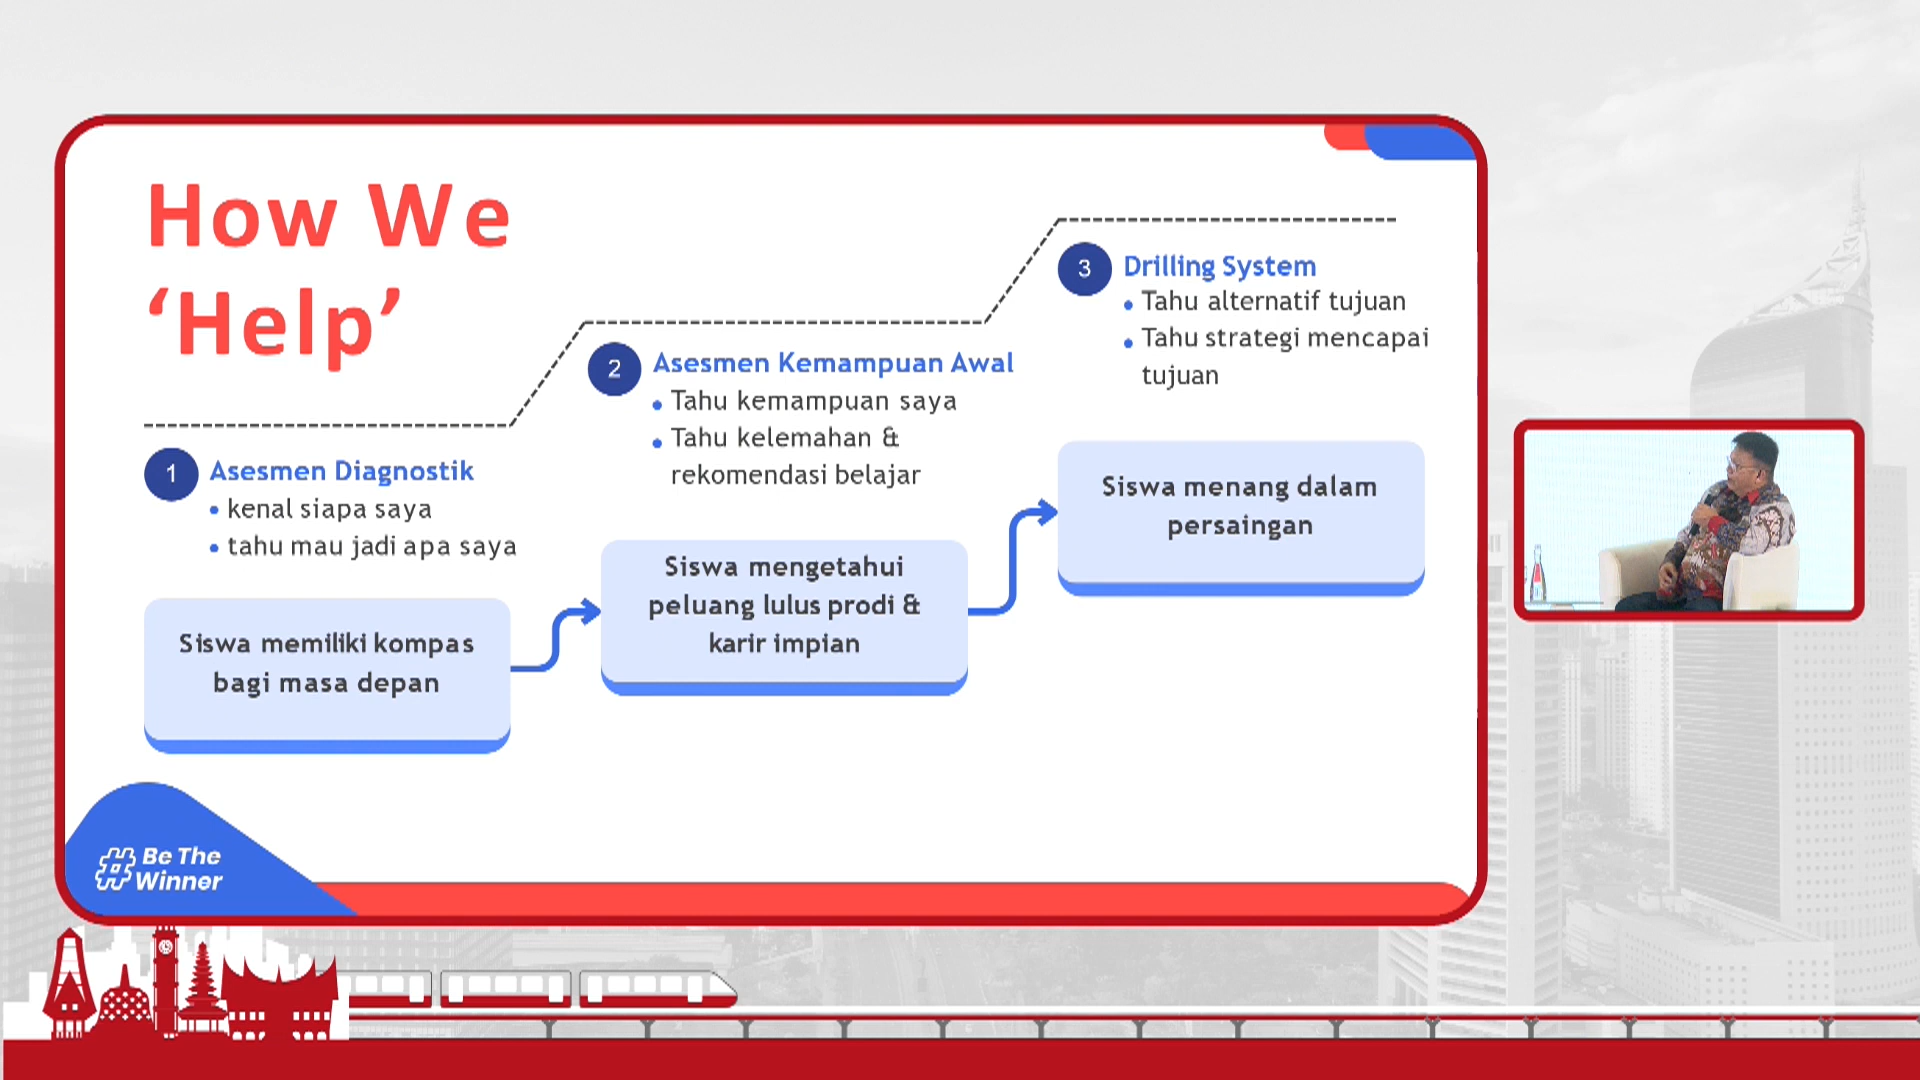 How We
‘Help’
1
Asesmen Diagnostik
• kenal siapa saya
• tahu mau jadi apa saya
Siswa memiliki kompas
bagi masa depan
2
Asesmen Kemampuan Awal
• Tahu kemampuan saya
• Tahu kelemahan &
rekomendasi belajar
Siswa mengetahui
peluang lulus prodi &
karir impian
3
Drilling System
• Tahu alternatif tujuan
• Tahu strategi mencapai
tujuan
Siswa menang dalam
persaingan
# Be The
Winner